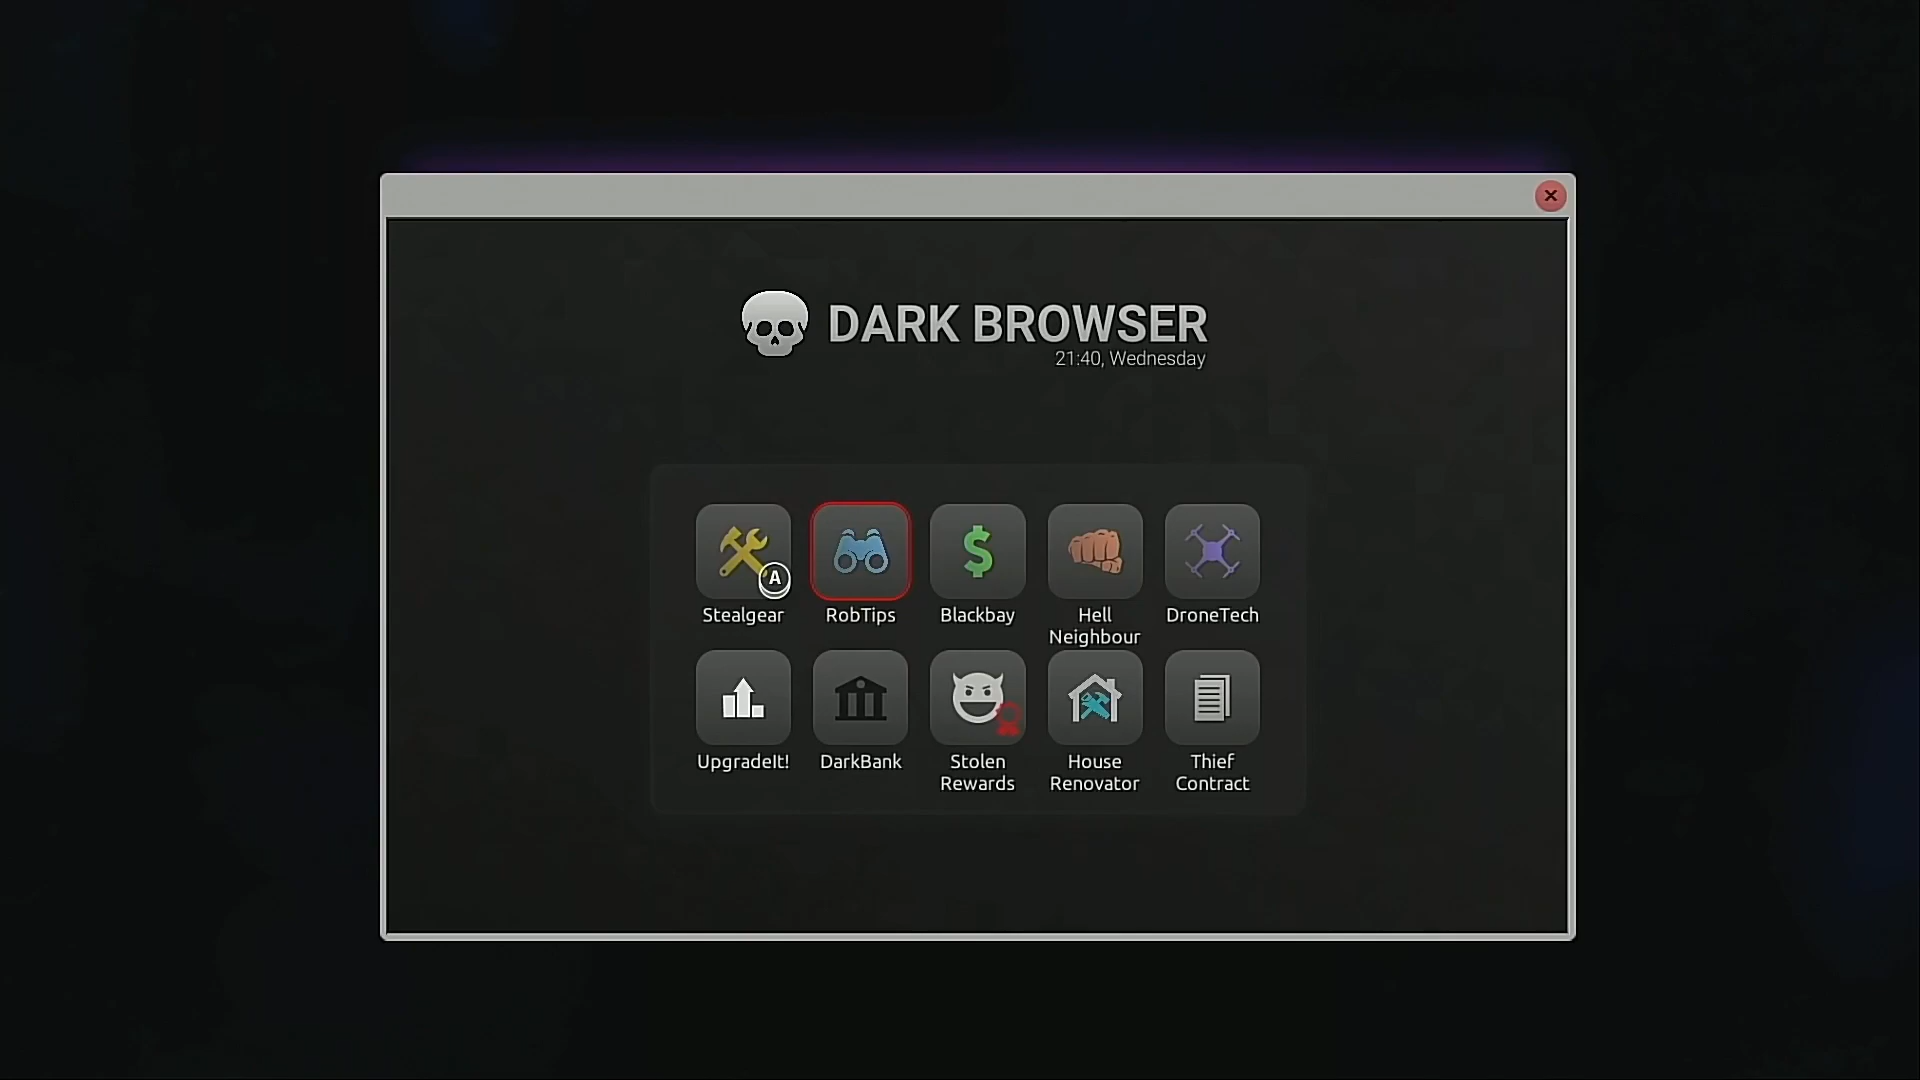 DARK BROWSER
21:40, Wednesday
A
Stealgear
RobTips
Blackbay
Hell
Neighbour
DroneTech
UpgradeIt!
DarkBank
Stolen
Rewards
House
Renovator
Thief
Contract